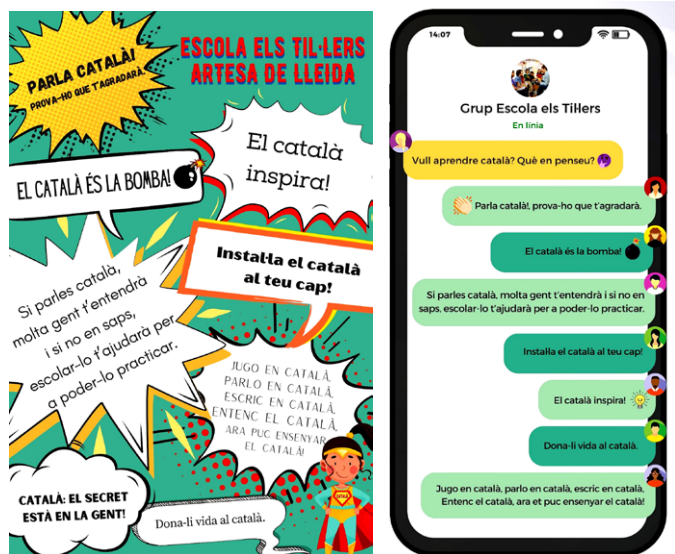 PARLA CATALÀ!
PROVA-HO QUE T'AGRADARÀ.
ESCOLA ELS TIL·LERS
ARTESA DE LLEIDA
El català
inspira!
EL CATALÀ ÉS LA BOMBA!
Instal·la el català
al teu cap!
Si parles català,
molta gent t'entendrà
i si no en saps,
escolar-lo t'ajudarà per
a poder-lo practicar.
JUGO EN CATALÀ,
PARLO EN CATALÀ,
ESCRIC EN CATALÀ,
ENTENC EL CATALÀ,
ARA PUC ENSENYAR
EL CATALÀ!
CATALÀ: EL SECRET
ESTÀ EN LA GENT!
Dona-li vida al català.
14:07
Grup Escola els Til·lers
En línia
Vull aprendre català? Què en penseu?
Parla català!, prova-ho que t'agradarà.
El català és la bomba!
Si parles català, molta gent t'entendrà i si no en
saps, escolar-lo t'ajudarà per a poder-lo practicar.
Instal·la el català al teu cap!
El català inspira!
Dona-li vida al català.
Jugo en català, parlo en català, escric en català,
Entenc el català, ara et puc ensenyar el català!